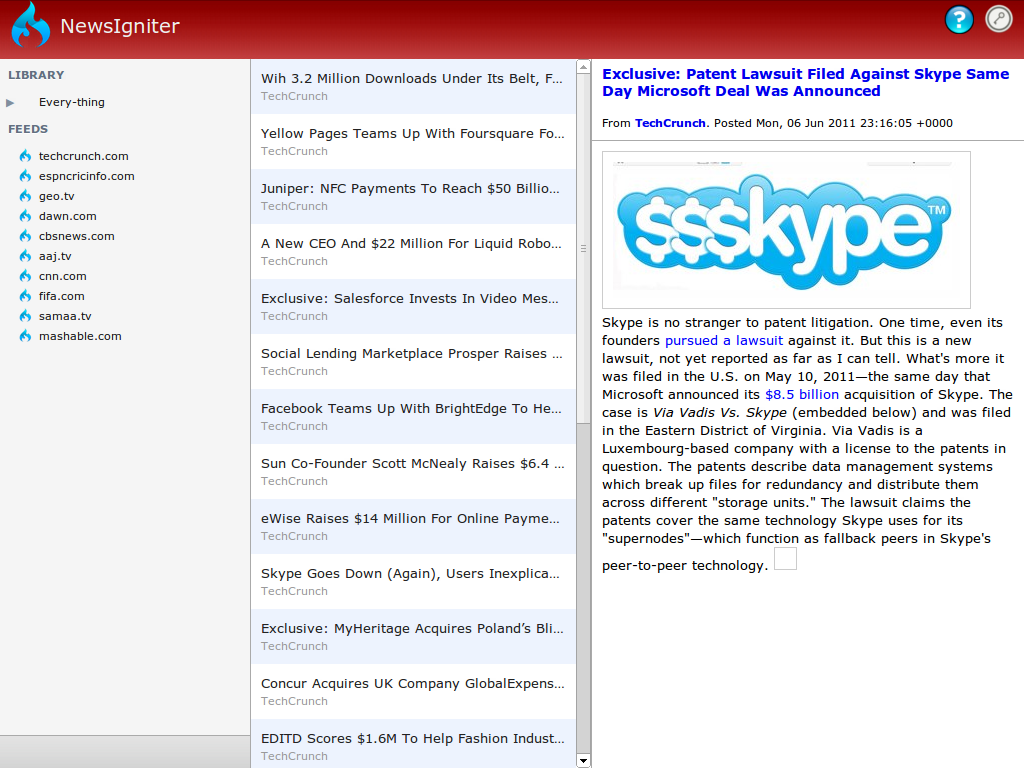 NewsIgniter
LIBRARY
Every-thing
FEEDS
techcrunch.com
espncricinfo.com
geo.tv
dawn.com
cbsnews.com
aaj.tv
cnn.com
fifa.com
samaa.tv
mashable.com
Wih 3.2 Million Downloads Under Its Belt, F...
TechCrunch
Yellow Pages Teams Up With Foursquare Fo...
TechCrunch
Juniper: NFC Payments To Reach $50 Billio...
TechCrunch
A New CEO And $22 Million For Liquid Robo...
TechCrunch
Exclusive: Salesforce Invests In Video Mes...
TechCrunch
Social Lending Marketplace Prosper Raises ...
TechCrunch
Facebook Teams Up With BrightEdge To He...
TechCrunch
Sun Co-Founder Scott McNealy Raises $6.4 ...
TechCrunch
eWise Raises $14 Million For Online Payme...
TechCrunch
Skype Goes Down (Again), Users Inexplica...
TechCrunch
Exclusive: MyHeritage Acquires Poland’s Bli...
TechCrunch
Concur Acquires UK Company GlobalExpens...
TechCrunch
EDITD Scores $1.6M To Help Fashion Indust...
TechCrunch
Exclusive: Patent Lawsuit Filed Against Skype Same
Day Microsoft Deal Was Announced
From TechCrunch. Posted Mon, 06 Jun 2011 23:16:05 +0000
$$$kype™
Skype is no stranger to patent litigation. One time, even its
founders pursued a lawsuit against it. But this is a new
lawsuit, not yet reported as far as I can tell. What's more it
was filed in the U.S. on May 10, 2011—the same day that
Microsoft announced its $8.5 billion acquisition of Skype. The
case is Via Vadis Vs. Skype (embedded below) and was filed
in the Eastern District of Virginia. Via Vadis is a
Luxembourg-based company with a license to the patents in
question. The patents describe data management systems
which break up files for redundancy and distribute them
across different "storage units." The lawsuit claims the
patents cover the same technology Skype uses for its
"supernodes"—which function as fallback peers in Skype's
peer-to-peer technology.